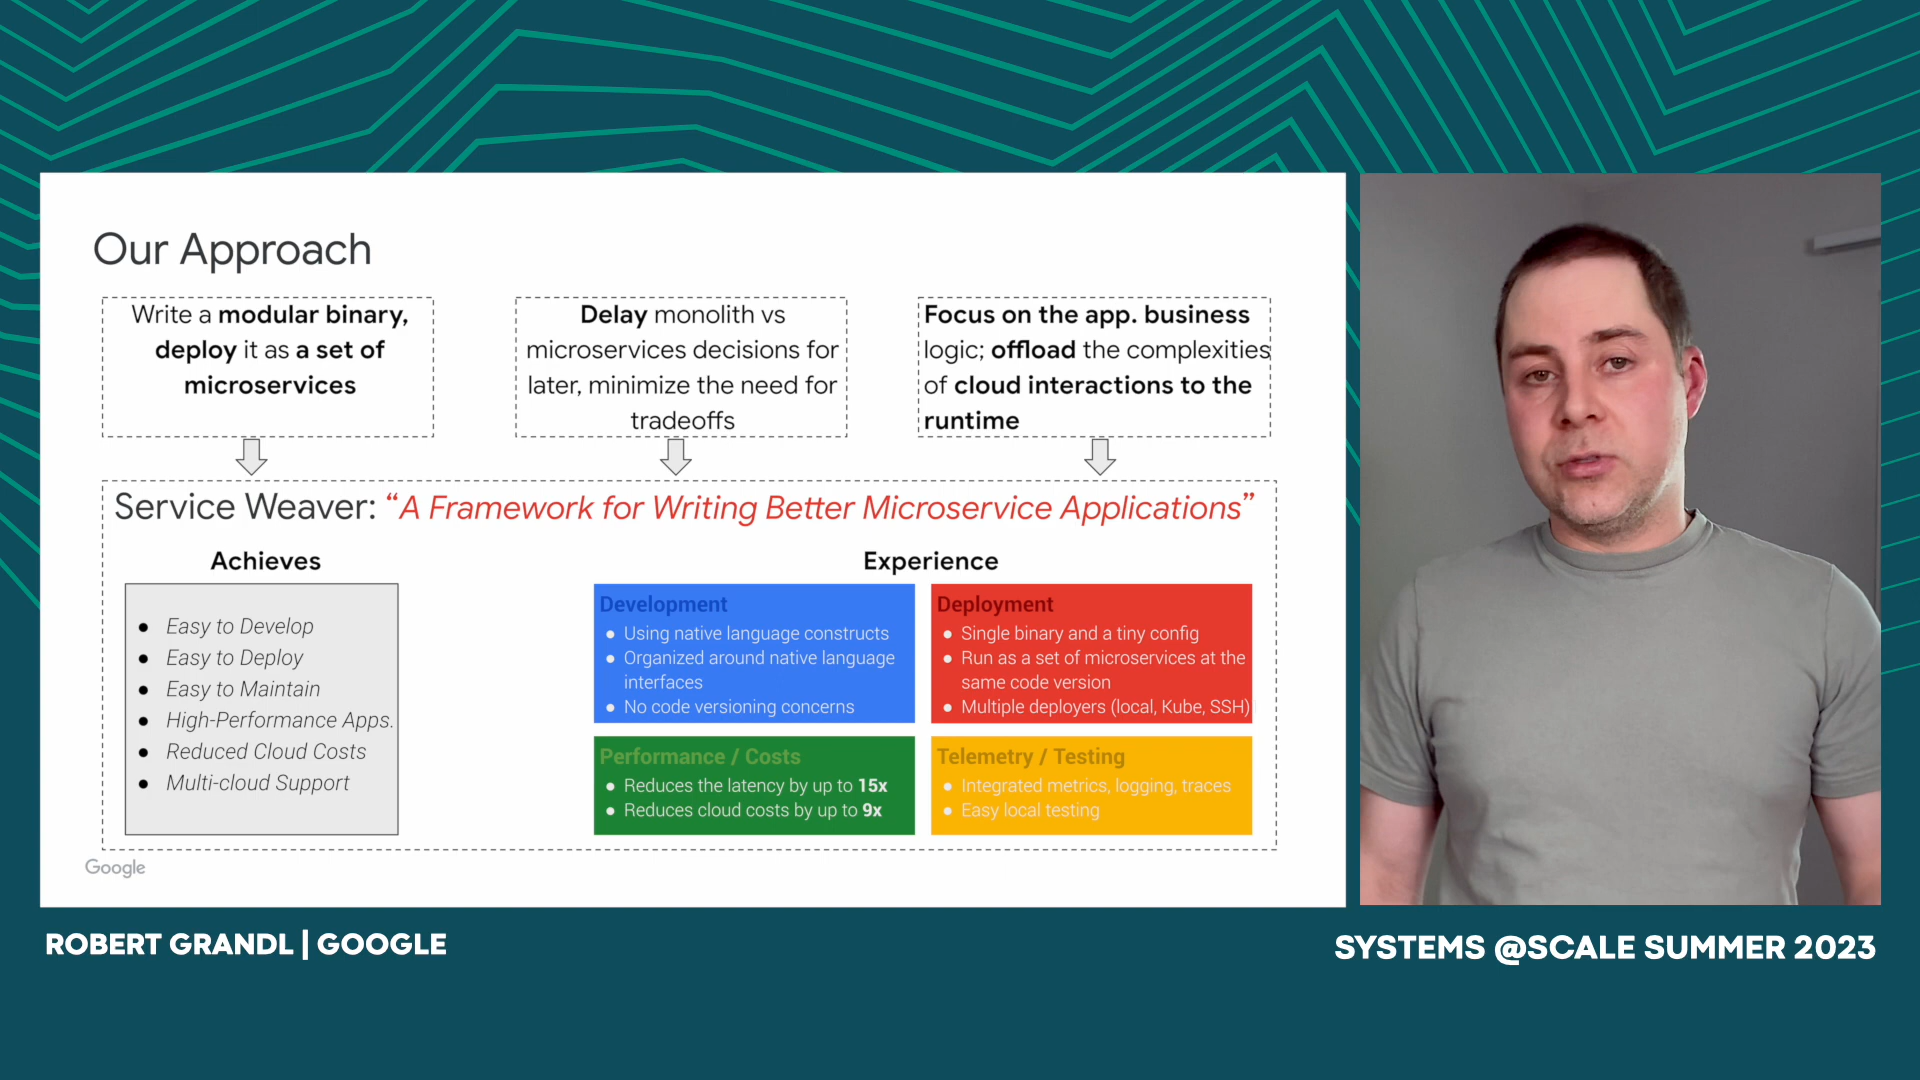 Our Approach
Write a modular binary,
deploy it as a set of
microservices
Delay monolith vs
microservices decisions for
later, minimize the need for
tradeoffs
Focus on the app. business
logic; offload the complexities
of cloud interactions to the
runtime
Service Weaver: “A Framework for Writing Better Microservice Applications”
Achieves
● Easy to Develop
● Easy to Deploy
● Easy to Maintain
● High-Performance Apps.
● Reduced Cloud Costs
● Multi-cloud Support
Experience
Development
● Using native language constructs
● Organized around native language
interfaces
● No code versioning concerns
Deployment
● Single binary and a tiny config
● Run as a set of microservices at the
same code version
● Multiple deployers (local, Kube, SSH)
Performance / Costs
● Reduces the latency by up to 15x
● Reduces cloud costs by up to 9x
Telemetry / Testing
● Integrated metrics, logging, traces
● Easy local testing
Google
ROBERT GRANDL | GOOGLE
SYSTEMS @SCALE SUMMER 2023